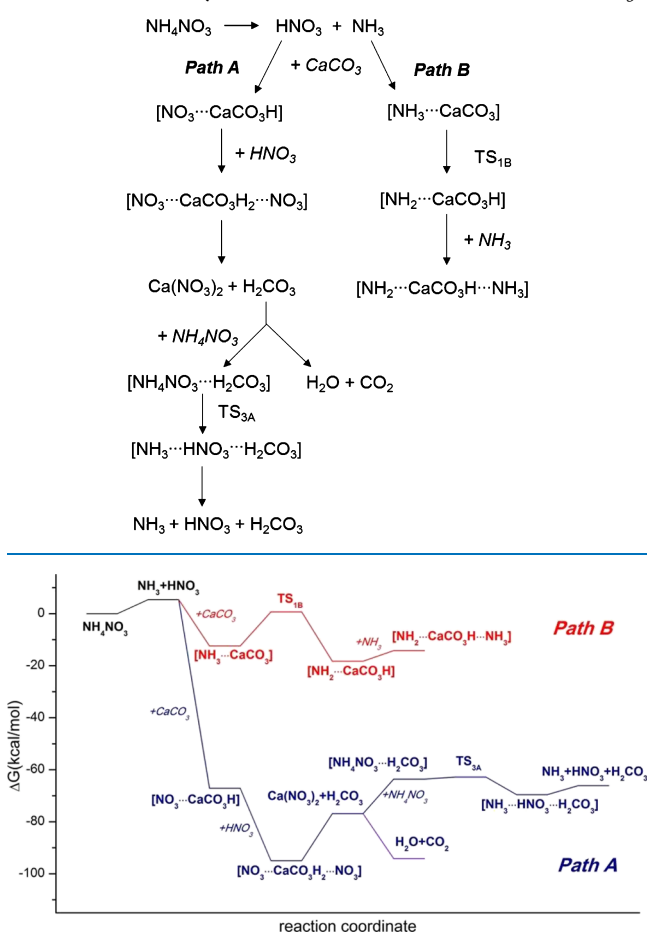 NH₄NO₃ → HNO₃ + NH₃
Path A + CaCO₃ Path B
[NO₃···CaCO₃H] [NH₃···CaCO₃]
+ HNO₃ TS₁B
[NO₃···CaCO₃H₂···NO₃] [NH₂···CaCO₃H]
+ NH₃
Ca(NO₃)₂ + H₂CO₃ [NH₂···CaCO₃H···NH₃]
+ NH₄NO₃
[NH₄NO₃···H₂CO₃] H₂O + CO₂
TS₃A
[NH₃···HNO₃···H₂CO₃]
NH₃ + HNO₃ + H₂CO₃
NH₃+HNO₃
0
NH₄NO₃
+CaCO₃
TS₁B
Path B
[NH₃···CaCO₃]
+NH₃
[NH₂···CaCO₃H···NH₃]
[NH₂···CaCO₃H]
-20
-40
+CaCO₃
-60
[NH₄NO₃···H₂CO₃]
TS₃A
NH₃+HNO₃+H₂CO₃
[NO₃···CaCO₃H]
Ca(NO₃)₂+H₂CO₃
+NH₄NO₃
[NH₃···HNO₃···H₂CO₃]
-80
+HNO₃
H₂O+CO₂
-100
[NO₃···CaCO₃H₂···NO₃]
Path A
ΔG(kcal/mol)
reaction coordinate